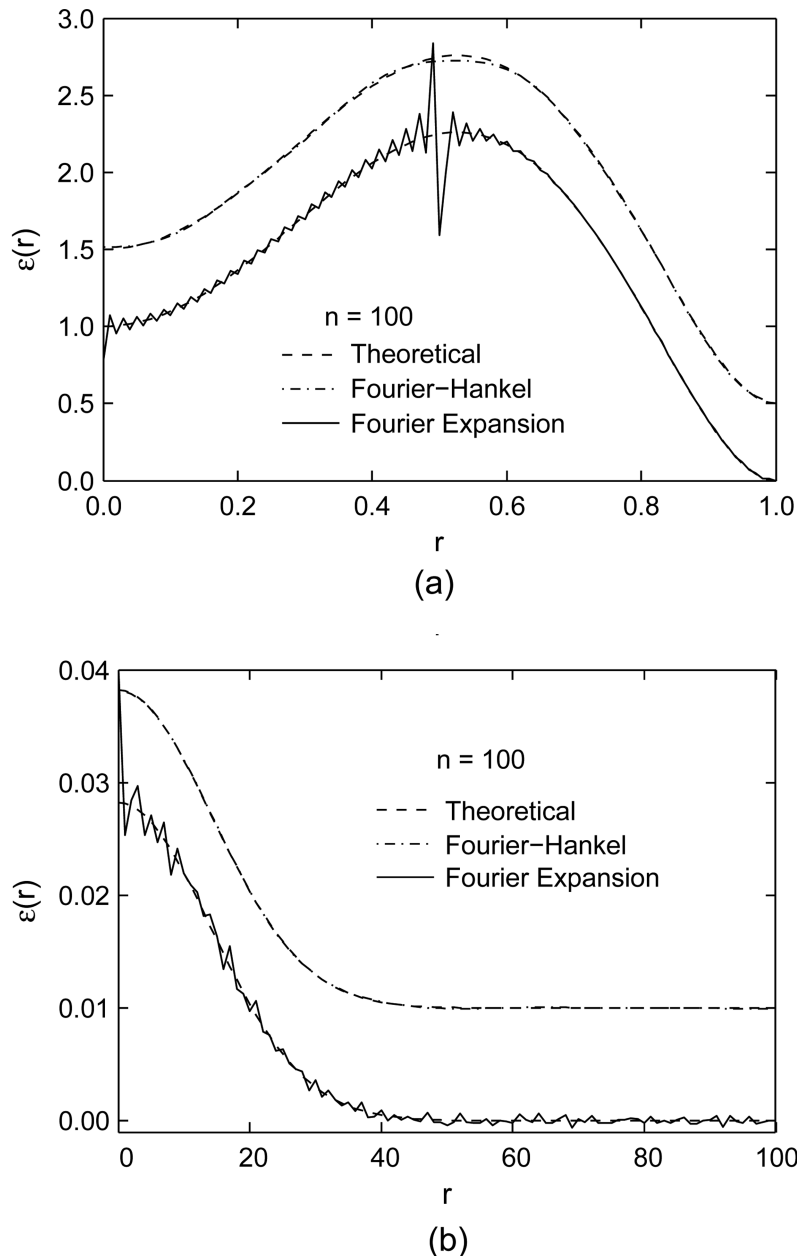 3.0
2.5
2.0
1.5
1.0
0.5
0.0
ε(r)
n = 100
Theoretical
Fourier−Hankel
Fourier Expansion
0.0 0.2 0.4 0.6 0.8 1.0
r
(a)
0.04
0.03
0.02
0.01
0.00
ε(r)
n = 100
Theoretical
Fourier−Hankel
Fourier Expansion
0 20 40 60 80 100
r
(b)